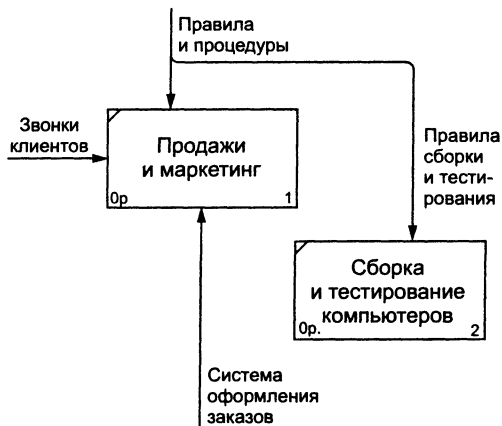 Правила
и процедуры
Звонки
клиентов
Продажи
и маркетинг
0р
1
Правила
сборки
и тести-
рования
Сборка
и тестирование
компьютеров
0р.
2
Система
оформления
заказов